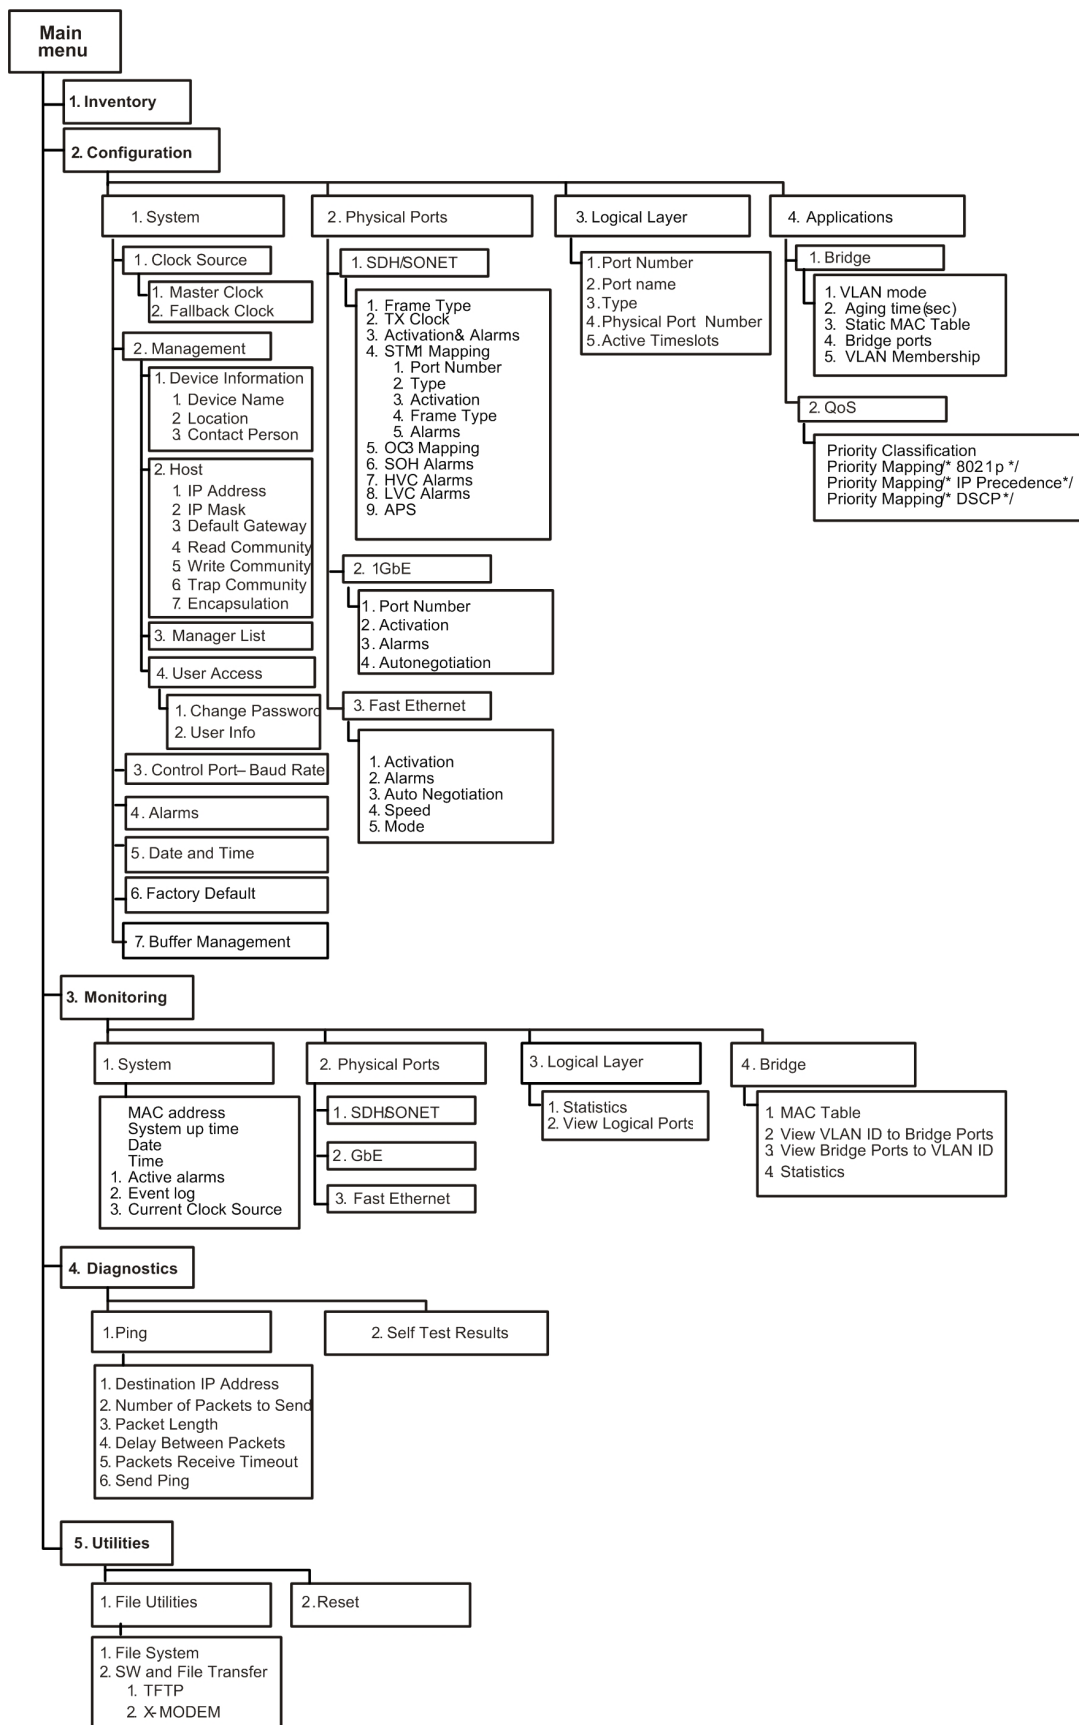 Main
menu
1. Inventory
2. Configuration
1. System
1. Clock Source
1. Master Clock
2. Fallback Clock
2. Management
1. Device Information
1. Device Name
2 Location
3 Contact Person
2. Host
1. IP Address
2 IP Mask
3 Default Gateway
4 Read Community
5 Write Community
6 Trap Community
7. Encapsulation
3. Manager List
4. User Access
1. Change Password
2. User Info
3. Control Port– Baud Rate
4. Alarms
5. Date and Time
6. Factory Default
7. Buffer Management
2. Physical Ports
1. SDH/SONET
1. Frame Type
2. TX Clock
3. Activation& Alarms
4. STM1 Mapping
1. Port Number
2. Type
3. Activation
4. Frame Type
5. Alarms
5. OC3 Mapping
6. SOH Alarms
7. HVC Alarms
8. LVC Alarms
9. APS
2. 1GbE
1. Port Number
2. Activation
3. Alarms
4. Autonegotiation
3. Fast Ethernet
1. Activation
2. Alarms
3. Auto Negotiation
4. Speed
5. Mode
3. Logical Layer
1. Port Number
2. Port name
3. Type
4. Physical Port Number
5. Active Timeslots
4. Applications
1. Bridge
1. VLAN mode
2. Aging time(sec)
3. Static MAC Table
4. Bridge ports
5. VLAN Membership
2. QoS
Priority Classification
Priority Mapping/* 802 1 p */
Priority Mapping/* IP Precedence*/
Priority Mapping/* DSCP */
3. Monitoring
1. System
MAC address
System up time
Date
Time
1. Active alarms
2. Event log
3. Current Clock Source
2. Physical Ports
1. SDH/SONET
2. GbE
3. Fast Ethernet
3. Logical Layer
1. Statistics
2. View Logical Ports
4. Bridge
1. MAC Table
2 View VLAN ID to Bridge Ports
3 View Bridge Ports to VLAN ID
4. Statistics
4. Diagnostics
1. Ping
1. Destination IP Address
2. Number of Packets to Send
3. Packet Length
4. Delay Between Packets
5. Packets Receive Timeout
6. Send Ping
2. Self Test Results
5. Utilities
1. File Utilities
1. File System
2. SW and File Transfer
1. TFTP
2. X-MODEM
2. Reset